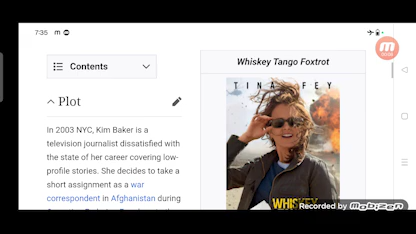 7:35 m
Contents
Whiskey Tango Foxtrot
Plot
TINA FEY
In 2003 NYC, Kim Baker is a
television journalist dissatisfied with
the state of her career covering low-
profile stories. She decides to take a
short assignment as a war
correspondent in Afghanistan during
WHISKEY
Recorded by MOBIZEN